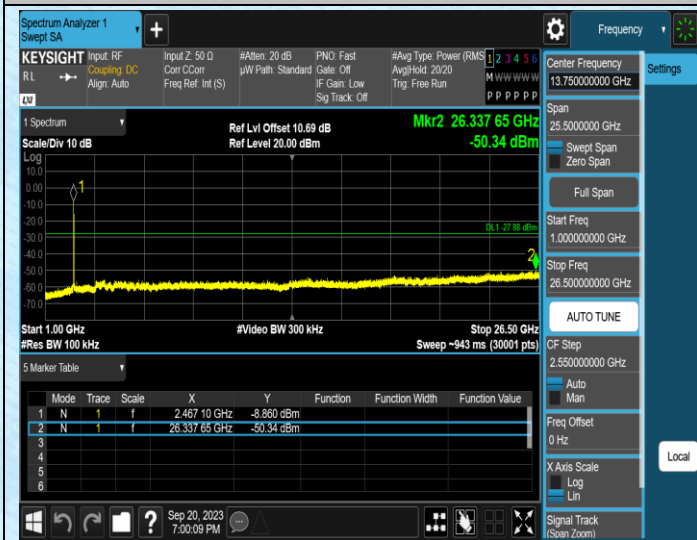 Spectrum Analyzer 1
Swept SA
+
Frequency
KEYSIGHT
RL
LXI
Input: RF
Coupling: DC
Align: Auto
Input Z: 50 Ω
Corr CCorr
Freq Ref: Int (S)
#Atten: 20 dB
µW Path: Standard
PNO: Fast
Gate: Off
IF Gain: Low
Sig Track: Off
#Avg Type: Power (RMS
Avg|Hold: 20/20
Trig: Free Run
1 2 3 4 5 6
M W W W W W
P P P P P P
1 Spectrum
Scale/Div 10 dB
Ref Lvl Offset 10.69 dB
Ref Level 20.00 dBm
Mkr2 26.337 65 GHz
-50.34 dBm
Log
10.0
0.00
-10.0
-20.0
-30.0
-40.0
-50.0
-60.0
-70.0
1
DL1 -27.88 dBm
2
Start 1.00 GHz
#Res BW 100 kHz
#Video BW 300 kHz
Stop 26.50 GHz
Sweep ~943 ms (30001 pts)
5 Marker Table
Mode Trace Scale X Y Function Function Width Function Value
1 N 1 f 2.467 10 GHz -8.860 dBm
2 N 1 f 26.337 65 GHz -50.34 dBm
3
4
5
6
Sep 20, 2023
7:00:09 PM
?
Center Frequency
13.750000000 GHz
Span
25.5000000 GHz
Swept Span
Zero Span
Full Span
Start Freq
1.000000000 GHz
Stop Freq
26.500000000 GHz
AUTO TUNE
CF Step
2.550000000 GHz
Auto
Man
Freq Offset
0 Hz
X Axis Scale
Log
Lin
Signal Track
(Span Zoom)
Settings
Local